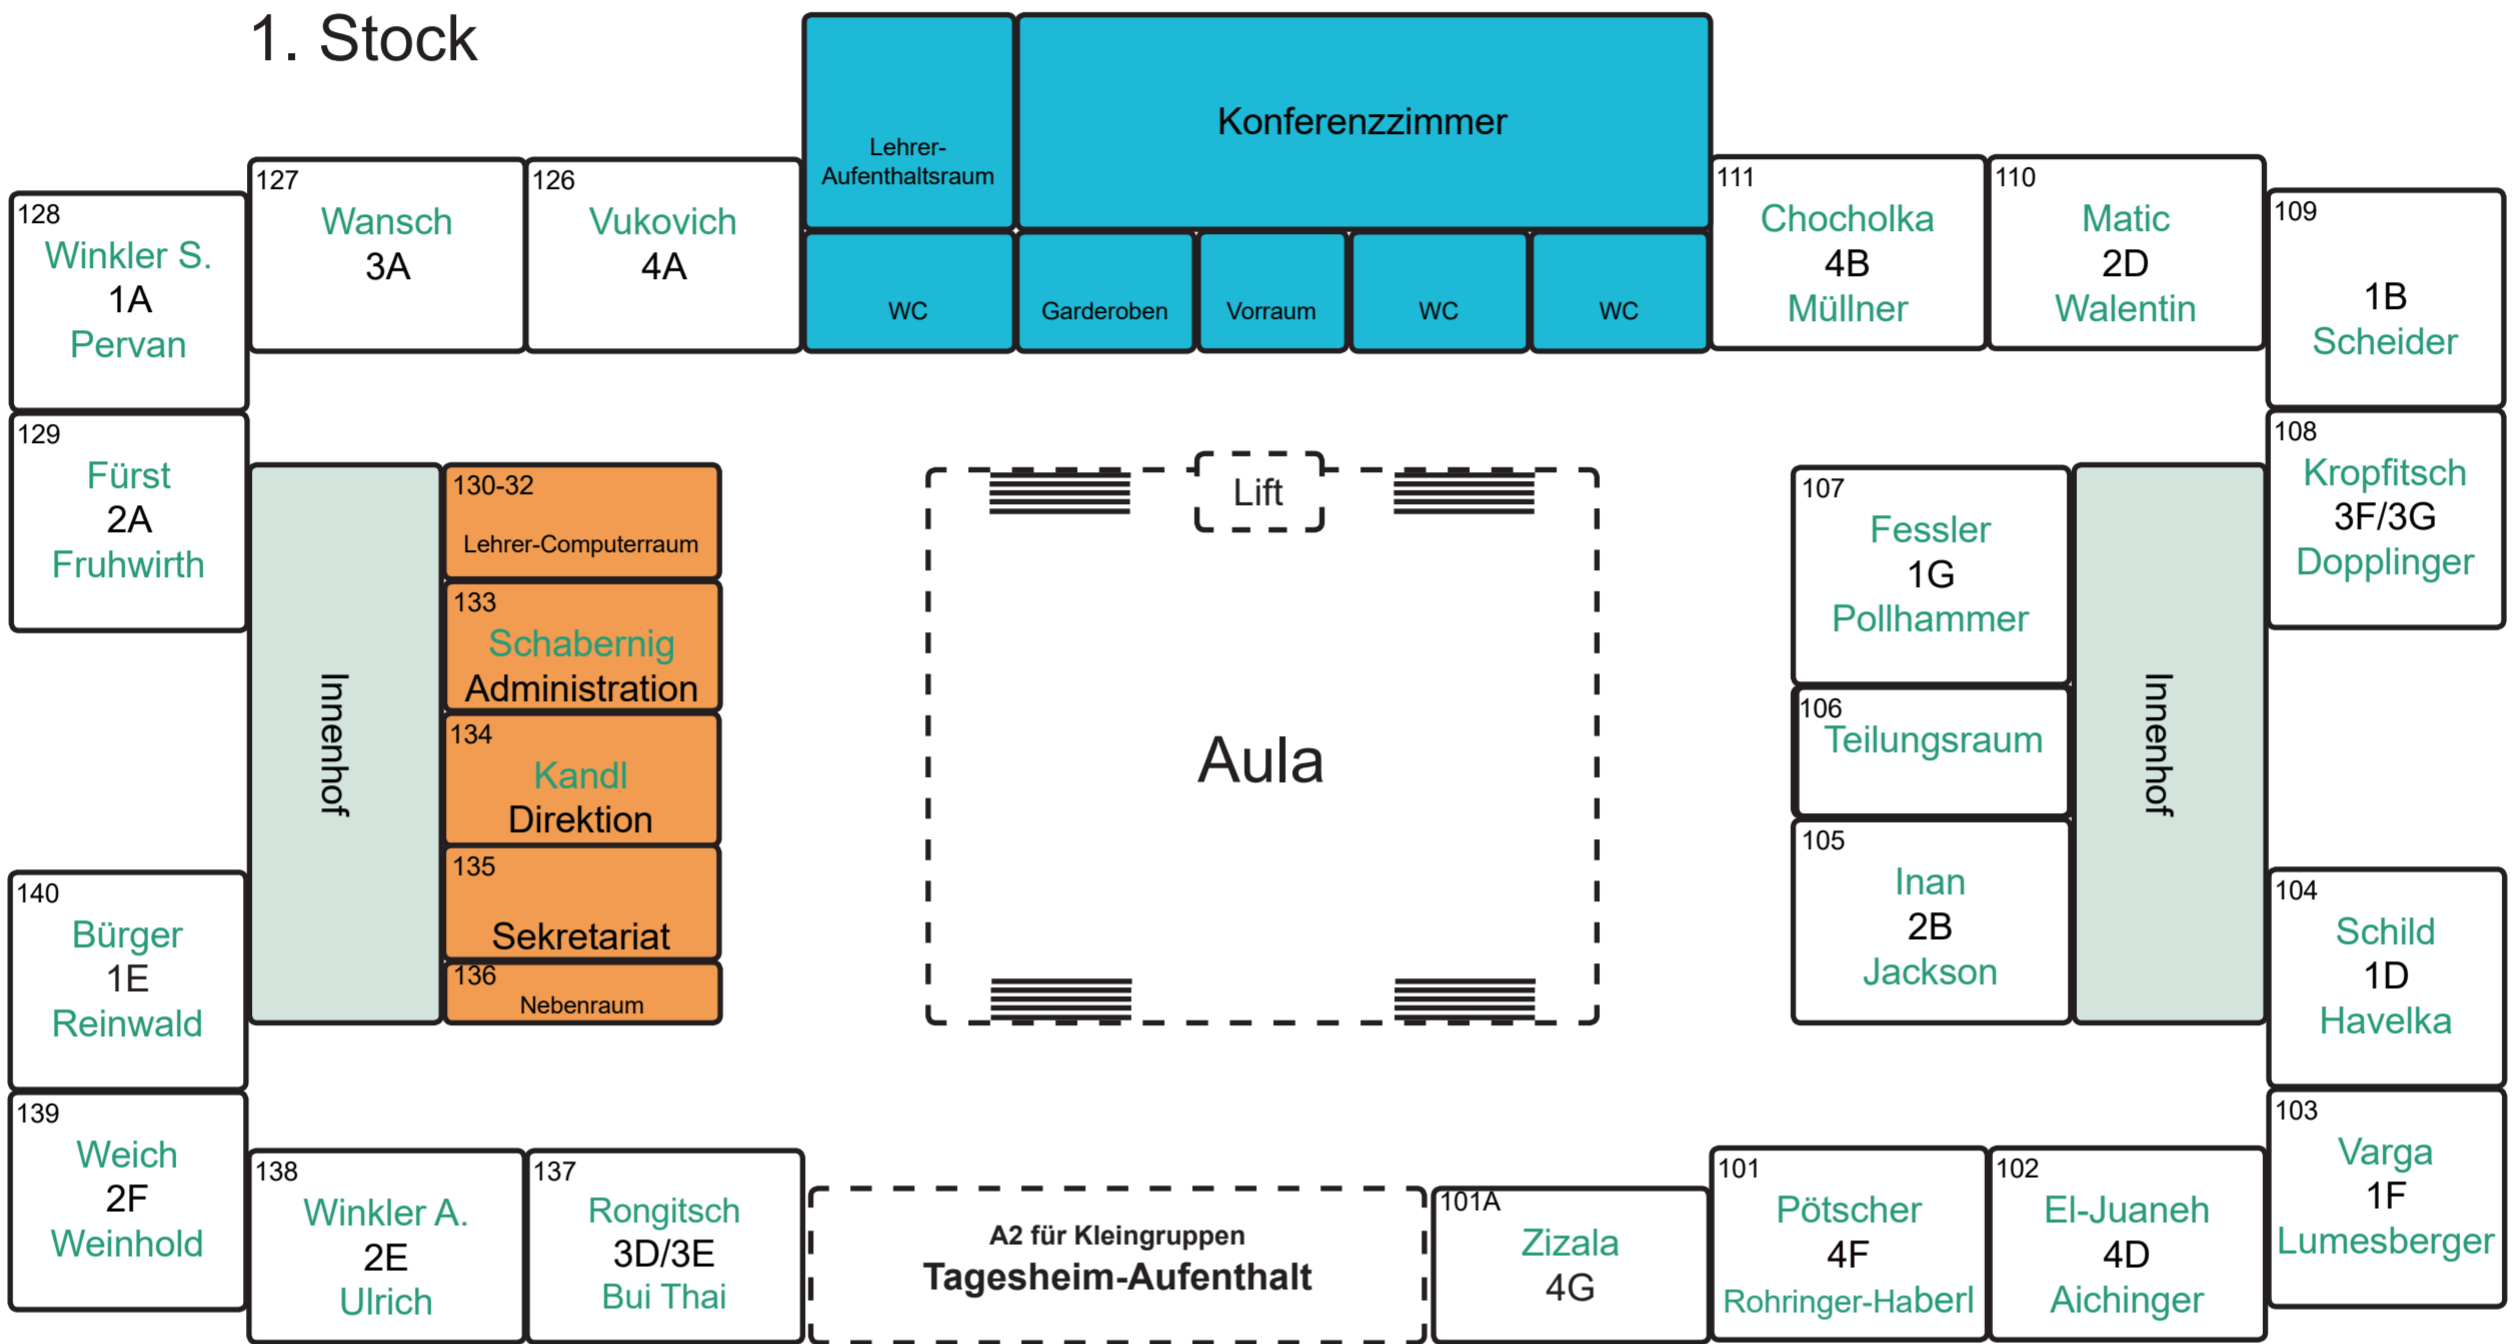 1. Stock
Lehrer-
Aufenthaltsraum
Konferenzzimmer
WC
Garderoben
Vorraum
WC
WC
128
Winkler S.
1A
Pervan
127
Wansch
3A
126
Vukovich
4A
111
Chocholka
4B
Müllner
110
Matic
2D
Walentin
109
1B
Scheider
129
Fürst
2A
Fruhwirth
Innenhof
130-32
Lehrer-Computerraum
133
Schabernig
Administration
134
Kandl
Direktion
135
Sekretariat
136
Nebenraum
Lift
Aula
107
Fessler
1G
Pollhammer
106
Teilungsraum
105
Inan
2B
Jackson
Innenhof
108
Kropfitsch
3F/3G
Dopplinger
140
Bürger
1E
Reinwald
104
Schild
1D
Havelka
139
Weich
2F
Weinhold
138
Winkler A.
2E
Ulrich
137
Rongitsch
3D/3E
Bui Thai
A2 für Kleingruppen
Tagesheim-Aufenthalt
101A
Zizala
4G
101
Pötscher
4F
Rohringer-Haberl
102
El-Juaneh
4D
Aichinger
103
Varga
1F
Lumesberger